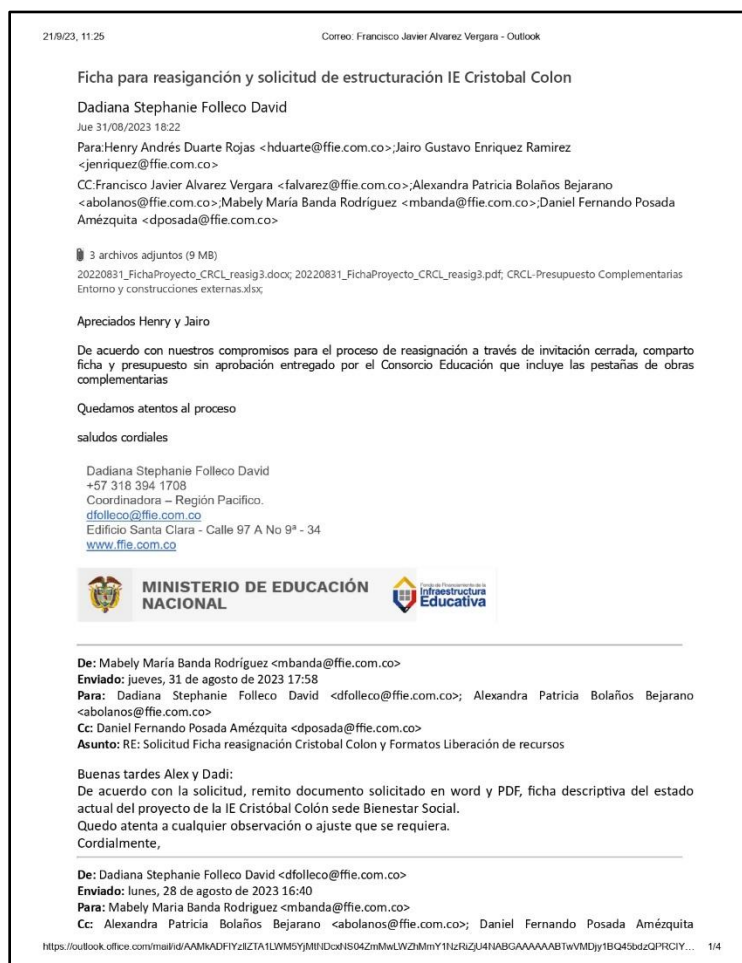 21/9/23, 11:25
Correo: Francisco Javier Alvarez Vergara - Outlook
Ficha para reasigancón y solicitud de estructuración IE Cristobal Colon
Dadiana Stephanie Folleco David
Jue 31/08/2023 18:22
Para:Henry Andrés Duarte Rojas <hduarte@ffie.com.co>;Jairo Gustavo Enriquez Ramirez
<jenriquez@ffie.com.co>
CC:Francisco Javier Alvarez Vergara <falvarez@ffie.com.co>;Alexandra Patricia Bolaños Bejarano
<abolanos@ffie.com.co>;Mabely María Banda Rodríguez <mbanda@ffie.com.co>;Daniel Fernando Posada
Amézquita <dposada@ffie.com.co>
3 archivos adjuntos (9 MB)
20220831_FichaProyecto_CRCL_reasig3.docx; 20220831_FichaProyecto_CRCL_reasig3.pdf; CRCL-Presupuesto Complementarias
Entorno y construcciones externas.xlsx;
Apreciados Henry y Jairo
De acuerdo con nuestros compromisos para el proceso de reasignación a través de invitación cerrada, comparto
ficha y presupuesto sin aprobación entregado por el Consorcio Educación que incluye las pestañas de obras
complementarias
Quedamos atentos al proceso
saludos cordiales
Dadiana Stephanie Folleco David
+57 318 394 1708
Coordinadora – Región Pacifico.
dfolleco@ffie.com.co
Edificio Santa Clara - Calle 97 A No 9ª - 34
www.ffie.com.co
MINISTERIO DE EDUCACIÓN
NACIONAL
Fondo de Financiamiento de la
Infraestructura
Educativa
De: Mabely María Banda Rodríguez <mbanda@ffie.com.co>
Enviado: jueves, 31 de agosto de 2023 17:58
Para: Dadiana Stephanie Folleco David <dfolleco@ffie.com.co>; Alexandra Patricia Bolaños Bejarano
<abolanos@ffie.com.co>
Cc: Daniel Fernando Posada Amézquita <dposada@ffie.com.co>
Asunto: RE: Solicitud Ficha reasignación Cristobal Colon y Formatos Liberación de recursos
Buenas tardes Alex y Dadi:
De acuerdo con la solicitud, remito documento solicitado en word y PDF, ficha descriptiva del estado
actual del proyecto de la IE Cristóbal Colón sede Bienestar Social.
Quedo atenta a cualquier observación o ajuste que se requiera.
Cordialmente,
De: Dadiana Stephanie Folleco David <dfolleco@ffie.com.co>
Enviado: lunes, 28 de agosto de 2023 16:40
Para: Mabely Maria Banda Rodriguez <mbanda@ffie.com.co>
Cc: Alexandra Patricia Bolaños Bejarano <abolanos@ffie.com.co>; Daniel Fernando Posada Amézquita
1/4